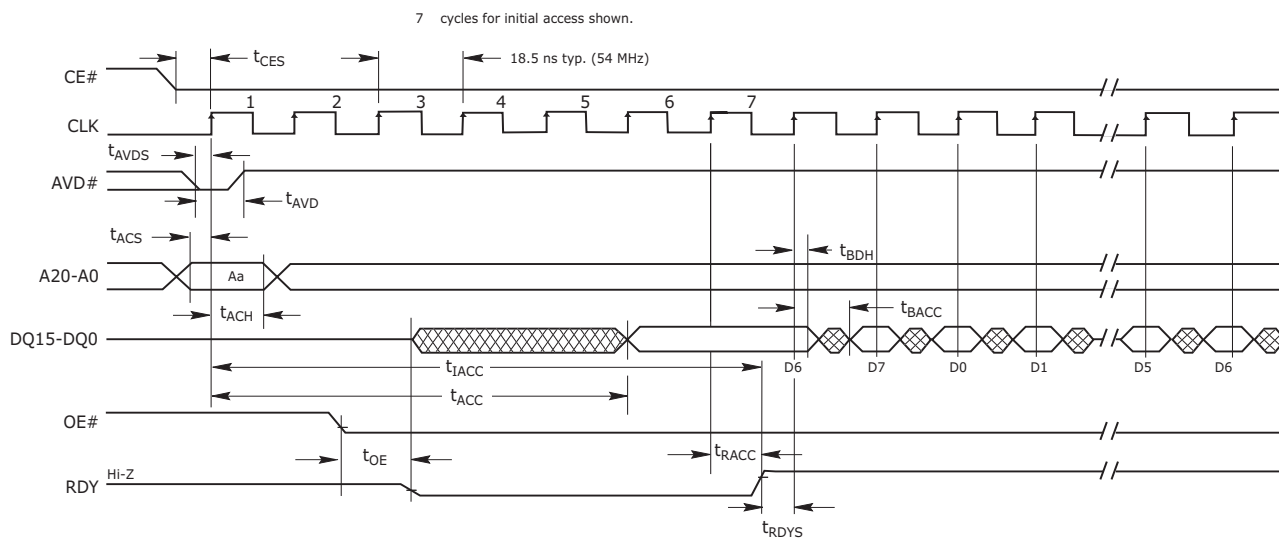 7 cycles for initial access shown.
tCES
18.5 ns typ. (54 MHz)
CE#
1 2 3 4 5 6 7
CLK
tAVDS
AVD#
tAVD
tACS
tBDH
A20-A0
Aa
tACH
tBACC
DQ15-DQ0
tIACC
D6 D7 D0 D1 D5 D6
tACC
OE#
tOE
tRACC
Hi-Z
RDY
tRDYS